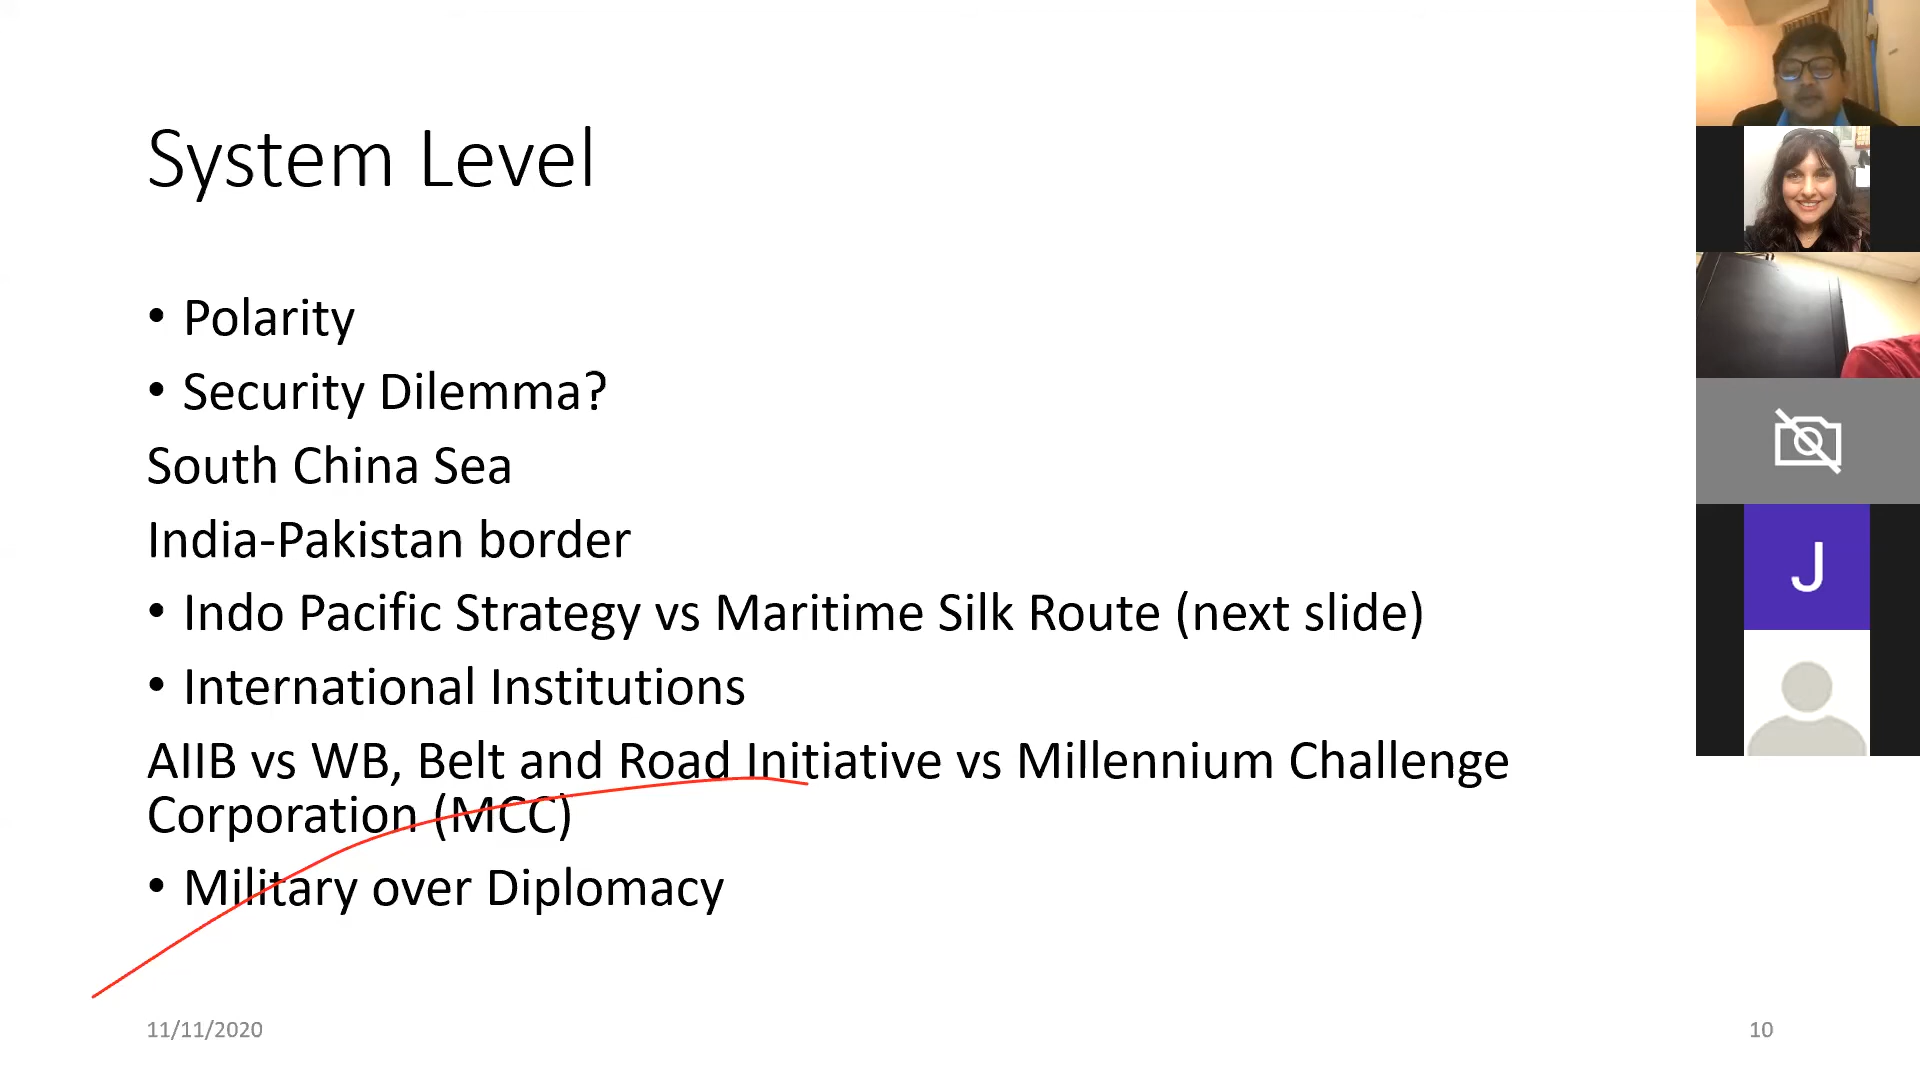 System Level
• Polarity
• Security Dilemma?
South China Sea
India-Pakistan border
• Indo Pacific Strategy vs Maritime Silk Route (next slide)
• International Institutions
AIIB vs WB, Belt and Road Initiative vs Millennium Challenge
Corporation (MCC)
• Military over Diplomacy
11/11/2020
10
J